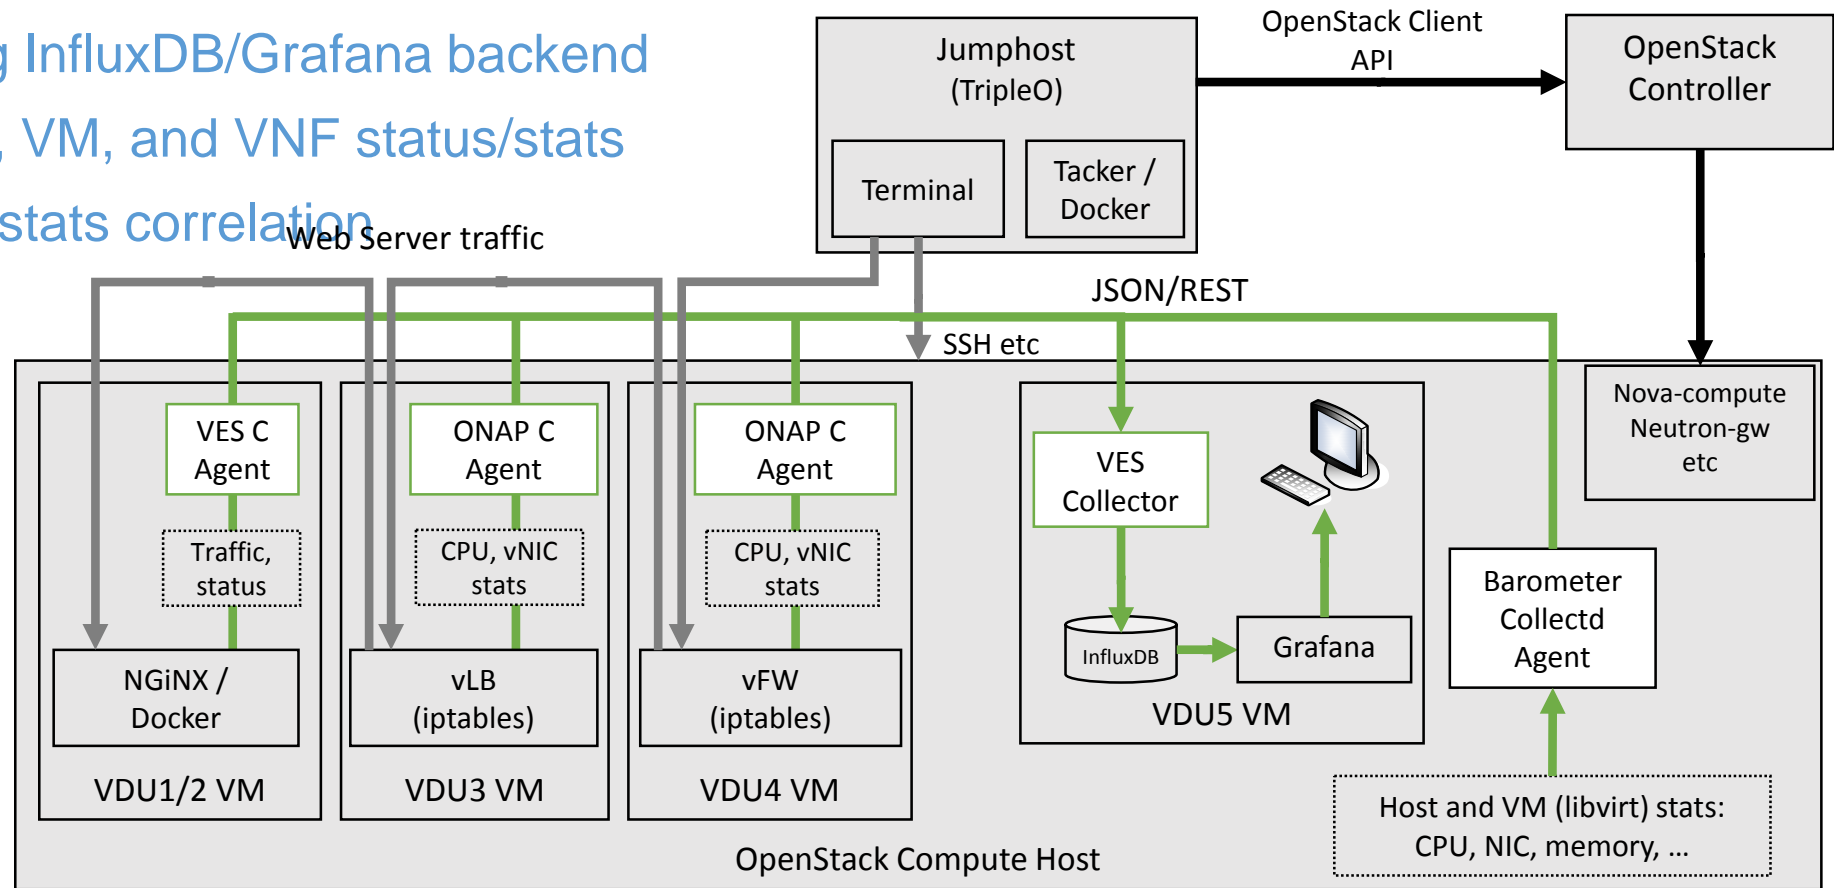 g InfluxDB/Grafana backend
, VM, and VNF status/stats
stats correlation
Web Server traffic
Jumphost
(TripleO)
Terminal
Tacker /
Docker
OpenStack Client
API
OpenStack
Controller
JSON/REST
SSH etc
VES C
Agent
Traffic,
status
NGiNX /
Docker
VDU1/2 VM
ONAP C
Agent
CPU, vNIC
stats
vLB
(iptables)
VDU3 VM
ONAP C
Agent
CPU, vNIC
stats
vFW
(iptables)
VDU4 VM
VES
Collector
InfluxDB
Grafana
VDU5 VM
Nova-compute
Neutron-gw
etc
Barometer
Collectd
Agent
Host and VM (libvirt) stats:
CPU, NIC, memory, …
OpenStack Compute Host